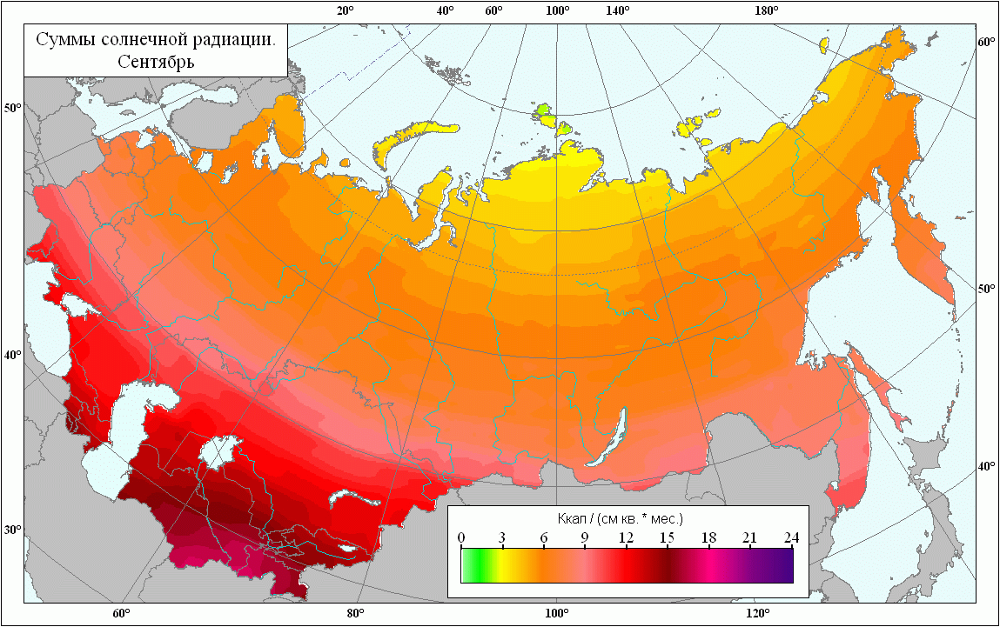 20° 40° 60° 100° 140° 180°
Суммы солнечной радиации.
Сентябрь
60°
50°
50°
40°
40°
30°
Ккал / (см кв. * мес.)
0 3 6 9 12 15 18 21 24
60° 80° 100° 120°